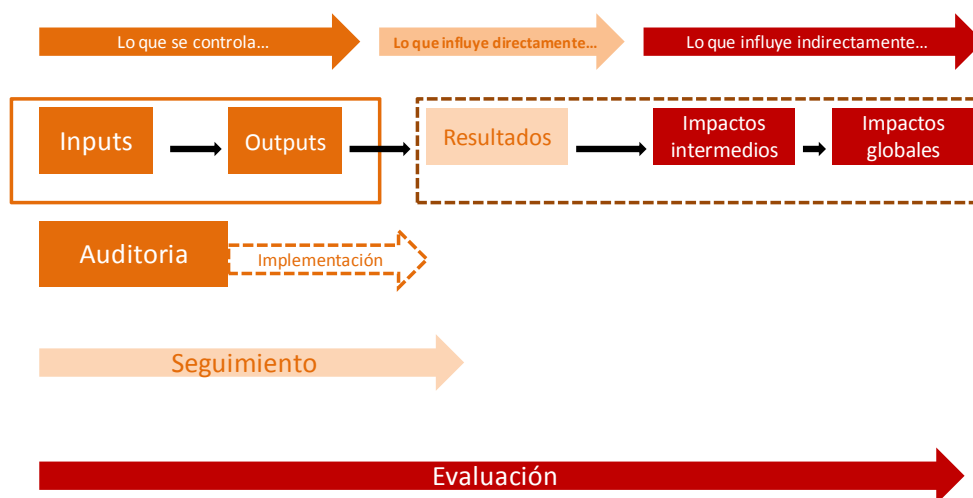 Lo que se controla...
Lo que influye directamente...
Lo que influye indirectamente...
Inputs
Outputs
Resultados
Impactos
intermedios
Impactos
globales
Auditoria
Implementación
Seguimiento
Evaluación